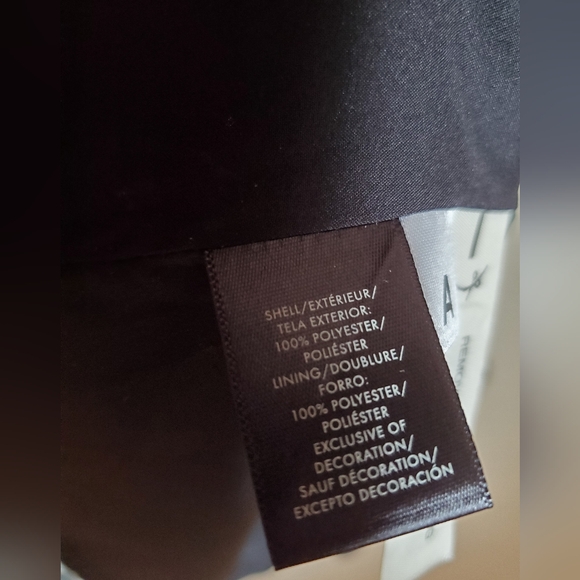 SHELL/EXTÉRIEUR/
TELA EXTERIOR:
100% POLYESTER/
POLIÉSTER
LINING/DOUBLURE/
FORRO:
100% POLYESTER/
POLIÉSTER
EXCLUSIVE OF
DECORATION/
SAUF DÉCORATION/
EXCEPTO DECORACIÓN
A